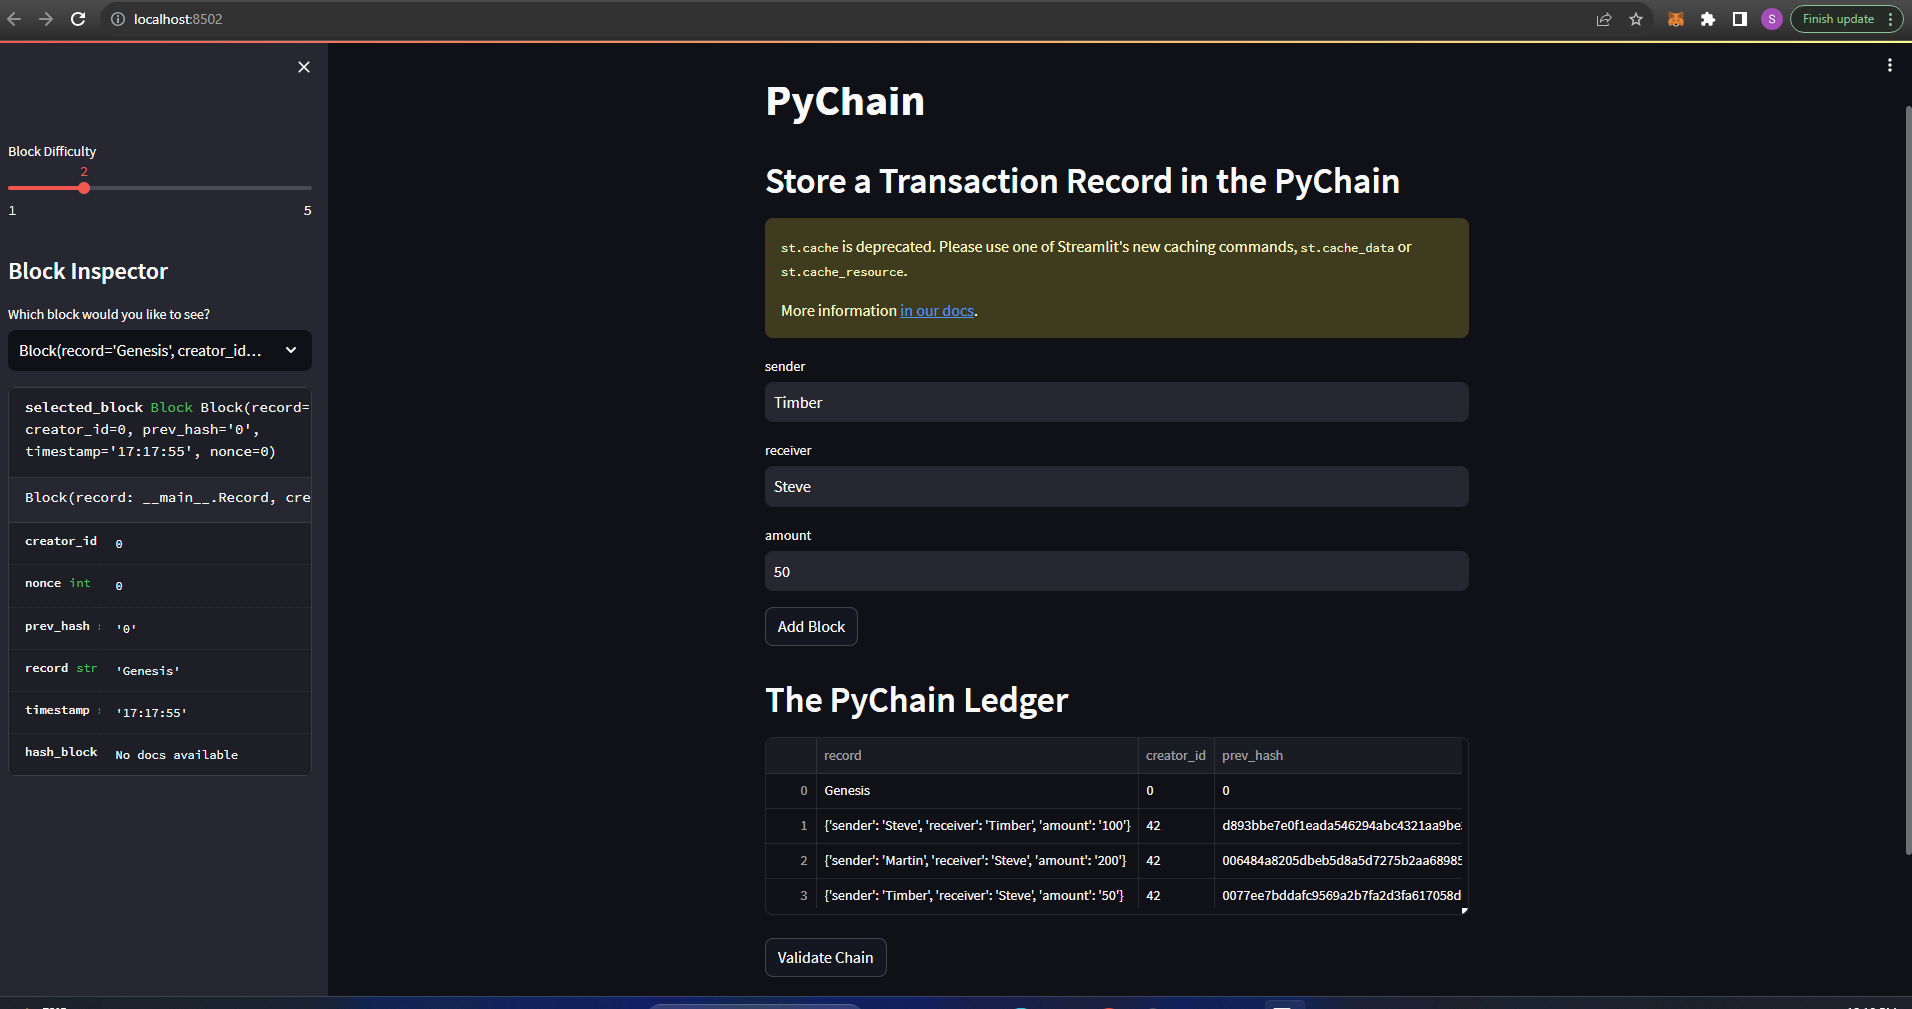 localhost:8502
S
Finish update
Block Difficulty
2
1
5
Block Inspector
Which block would you like to see?
Block(record='Genesis', creator_id...
selected_block Block Block(record=
creator_id=0, prev_hash='0',
timestamp='17:17:55', nonce=0)
Block(record: __main__.Record, cre
creator_id 0
nonce int 0
prev_hash : '0'
record str 'Genesis'
timestamp : '17:17:55'
hash_block No docs available
PyChain
Store a Transaction Record in the PyChain
st.cache is deprecated. Please use one of Streamlit's new caching commands, st.cache_data or
st.cache_resource.
More information in our docs.
sender
Timber
receiver
Steve
amount
50
Add Block
The PyChain Ledger
record creator_id prev_hash
0 Genesis 0 0
1 {'sender': 'Steve', 'receiver': 'Timber', 'amount': '100'} 42 d893bbe7e0f1eada546294abc4321aa9be
2 {'sender': 'Martin', 'receiver': 'Steve', 'amount': '200'} 42 006484a8205dbeb5d8a5d7275b2aa68985
3 {'sender': 'Timber', 'receiver': 'Steve', 'amount': '50'} 42 0077ee7bddafc9569a2b7fa2d3fa617058d
Validate Chain